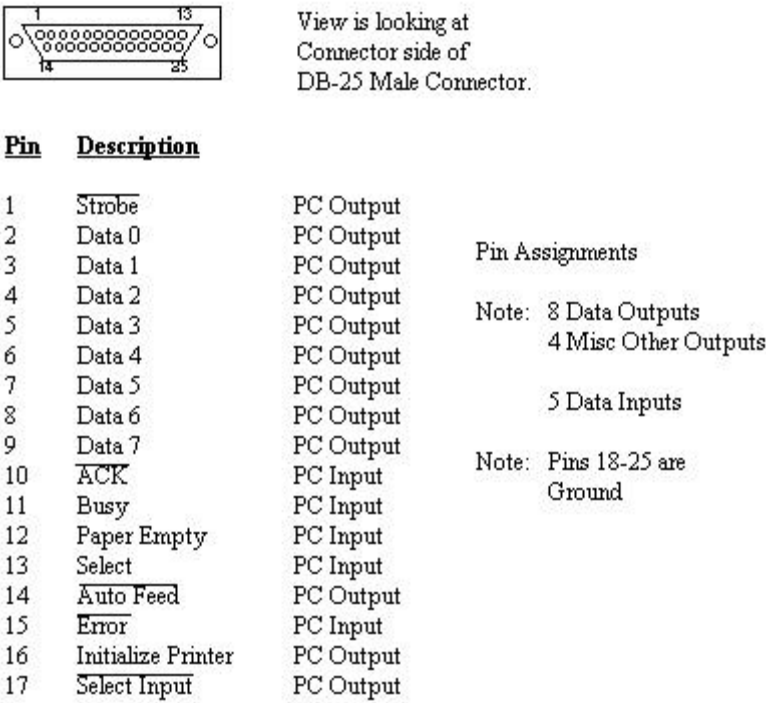 1 13
14 25
View is looking at
Connector side of
DB-25 Male Connector.
Pin Description
1 Strobe PC Output
2 Data 0 PC Output
3 Data 1 PC Output
4 Data 2 PC Output
5 Data 3 PC Output
6 Data 4 PC Output
7 Data 5 PC Output
8 Data 6 PC Output
9 Data 7 PC Output
10 ACK PC Input
11 Busy PC Input
12 Paper Empty PC Input
13 Select PC Input
14 Auto Feed PC Output
15 Error PC Input
16 Initialize Printer PC Output
17 Select Input PC Output
Pin Assignments
Note: 8 Data Outputs
4 Misc Other Outputs
5 Data Inputs
Note: Pins 18-25 are
Ground